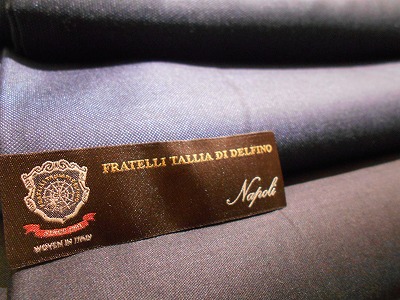 FRATELLI TALLIA DI DELFINO
Napoli
WOVEN IN ITALY